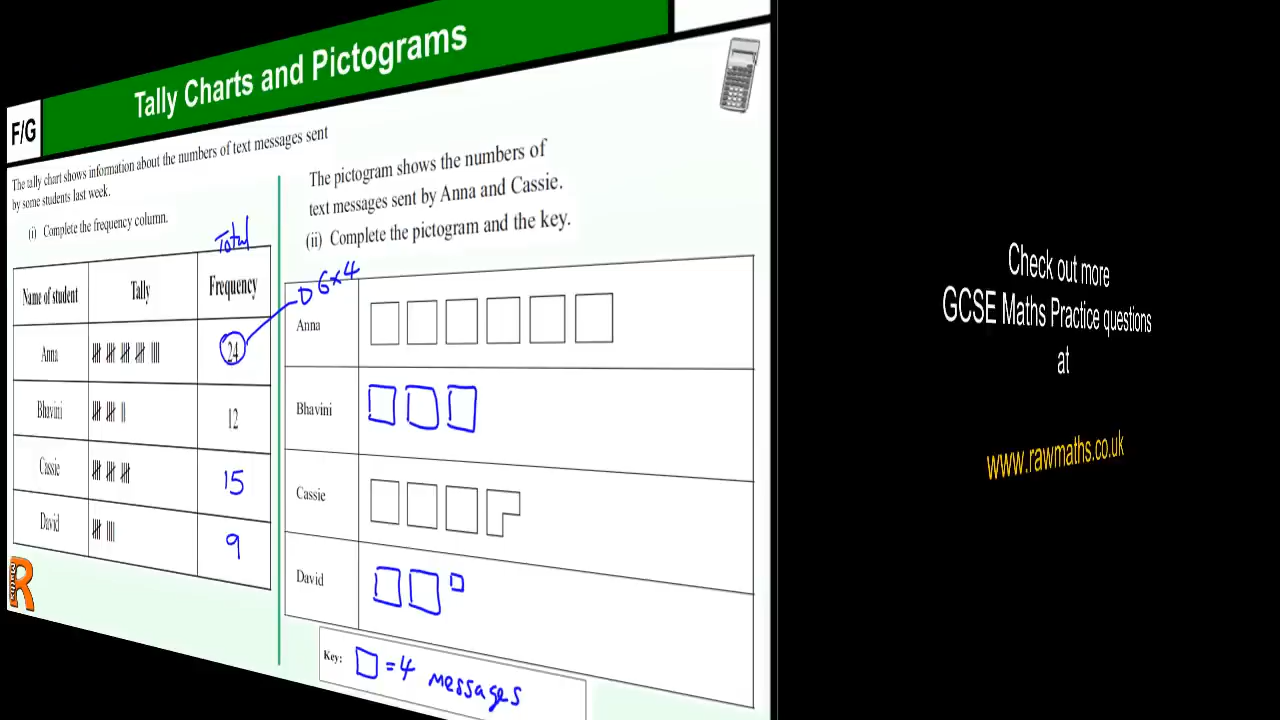 Tally Charts and Pictograms
F/G
The tally chart shows information about the numbers of text messages sent
by some students last week.
(i) Complete the frequency column.
Total
Name of student Tally Frequency
Anna 24
Bhavini 12
Cassie 15
David 9
The pictogram shows the numbers of
text messages sent by Anna and Cassie.
(ii) Complete the pictogram and the key.
6×4
Anna
Bhavini
Cassie
David
Key: = 4 messages
R
Check out more
GCSE Maths Practice questions
at
www.rawmaths.co.uk